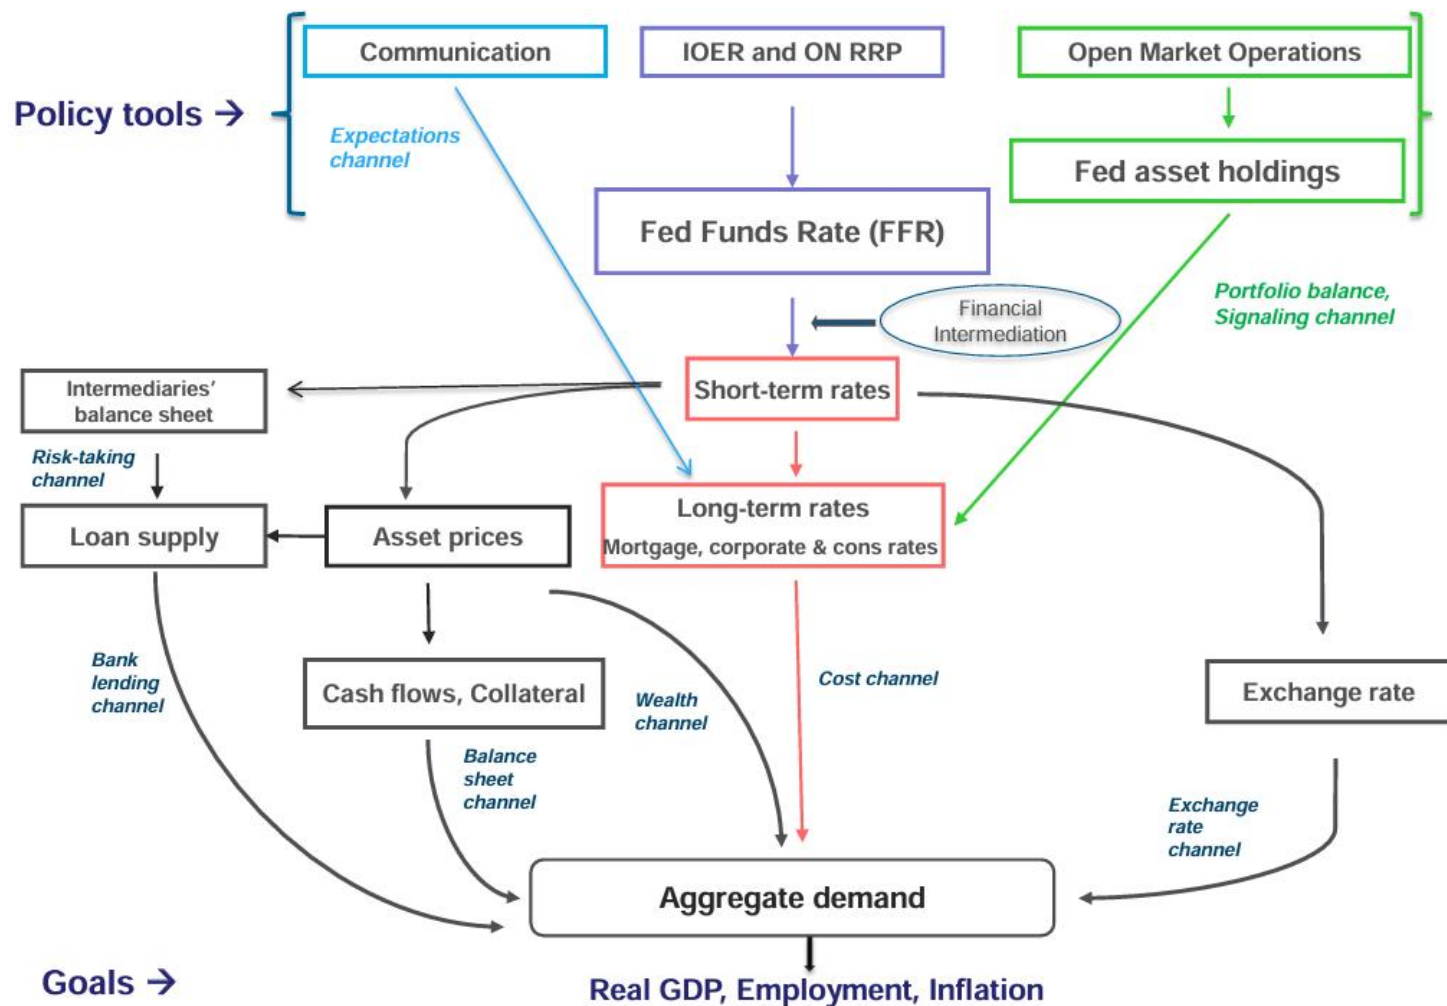 Communication
IOER and ON RRP
Open Market Operations
Policy tools →
Expectations
channel
Fed asset holdings
Fed Funds Rate (FFR)
Financial
Intermediation
Portfolio balance,
Signaling channel
Intermediaries'
balance sheet
Short-term rates
Risk-taking
channel
Loan supply
Asset prices
Long-term rates
Mortgage, corporate & cons rates
Bank
lending
channel
Cash flows, Collateral
Wealth
channel
Cost channel
Exchange rate
Balance
sheet
channel
Exchange
rate
channel
Aggregate demand
Goals →
Real GDP, Employment, Inflation